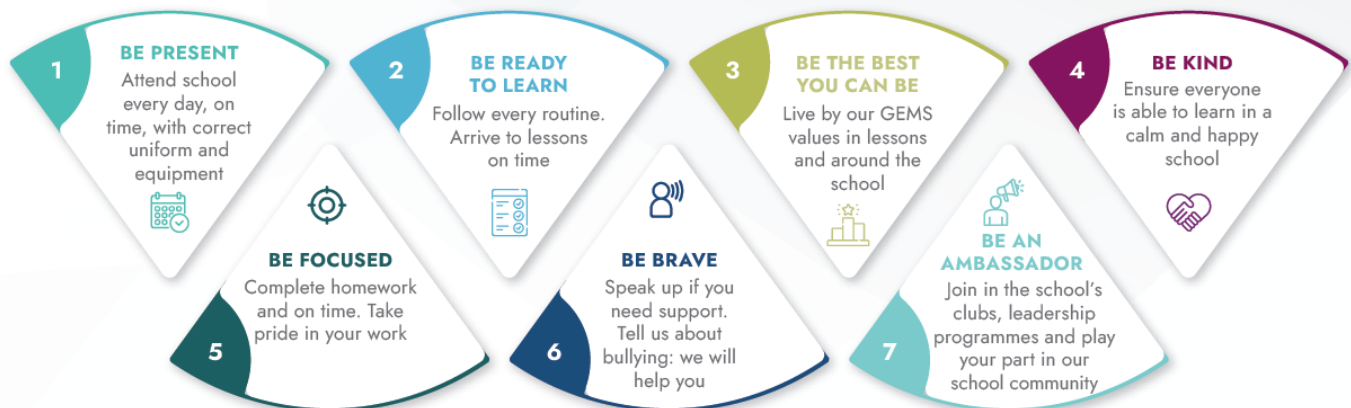 1
BE PRESENT
Attend school
every day, on
time, with correct
uniform and
equipment
2
BE READY
TO LEARN
Follow every routine.
Arrive to lessons
on time
3
BE THE BEST
YOU CAN BE
Live by our GEMS
values in lessons
and around the
school
4
BE KIND
Ensure everyone
is able to learn in a
calm and happy
school
5
BE FOCUSED
Complete homework
and on time. Take
pride in your work
6
BE BRAVE
Speak up if you
need support.
Tell us about
bullying: we will
help you
7
BE AN
AMBASSADOR
Join in the school's
clubs, leadership
programmes and play
your part in our
school community